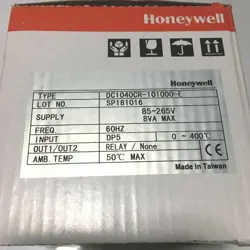 Honeywell
Honeywell
TYPE DC1040CR-101000-E
LOT NO. SP181016
SUPPLY 85-265V
8VA MAX
FREQ. 60HZ
INPUT DP5 0 ~ 400℃
OUT1/OUT2 RELAY / None
AMB. TEMP 50℃ MAX
Made in Taiwan